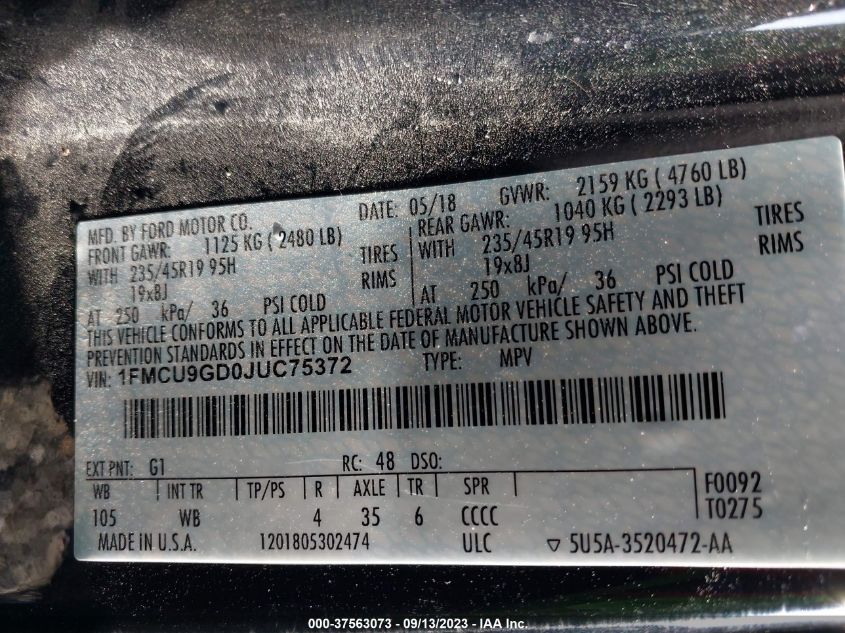 MFD. BY FORD MOTOR CO.
DATE: 05/18 GVWR: 2159 KG ( 4760 LB)
FRONT GAWR: 1125 KG ( 2480 LB)
REAR GAWR: 1040 KG ( 2293 LB)
WITH 235/45R19 95H TIRES
WITH 235/45R19 95H TIRES
19x8J RIMS
19x8J RIMS
AT 250 kPa/ 36 PSI COLD
AT 250 kPa/ 36 PSI COLD
THIS VEHICLE CONFORMS TO ALL APPLICABLE FEDERAL MOTOR VEHICLE SAFETY AND THEFT
PREVENTION STANDARDS IN EFFECT ON THE DATE OF MANUFACTURE SHOWN ABOVE.
VIN: 1FMCU9GD0JUC75372 TYPE: MPV
EXT PNT: G1 RC: 48 DSO:
WB INT TR TP/PS R AXLE TR SPR F0092
105 WB 4 35 6 CCCC T0275
MADE IN U.S.A. 1201805302474 ULC ▽ 5U5A-3520472-AA
000-37563073 - 09/13/2023 - IAA Inc.